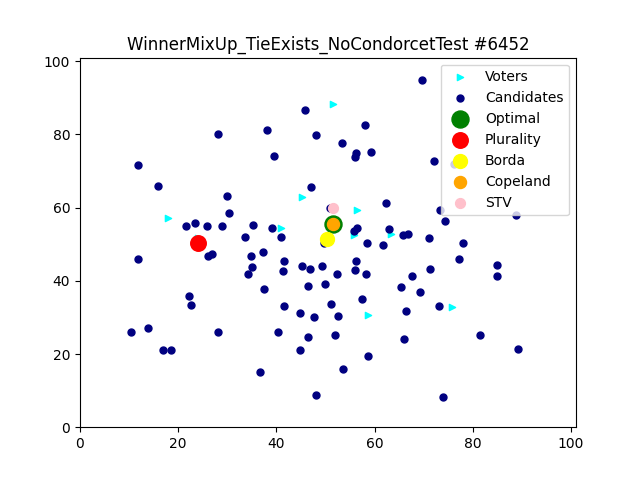 WinnerMixUp_TieExists_NoCondorcetTest #6452
100
80
60
40
20
0
0
20
40
60
80
100
Voters
Candidates
Optimal
Plurality
Borda
Copeland
STV